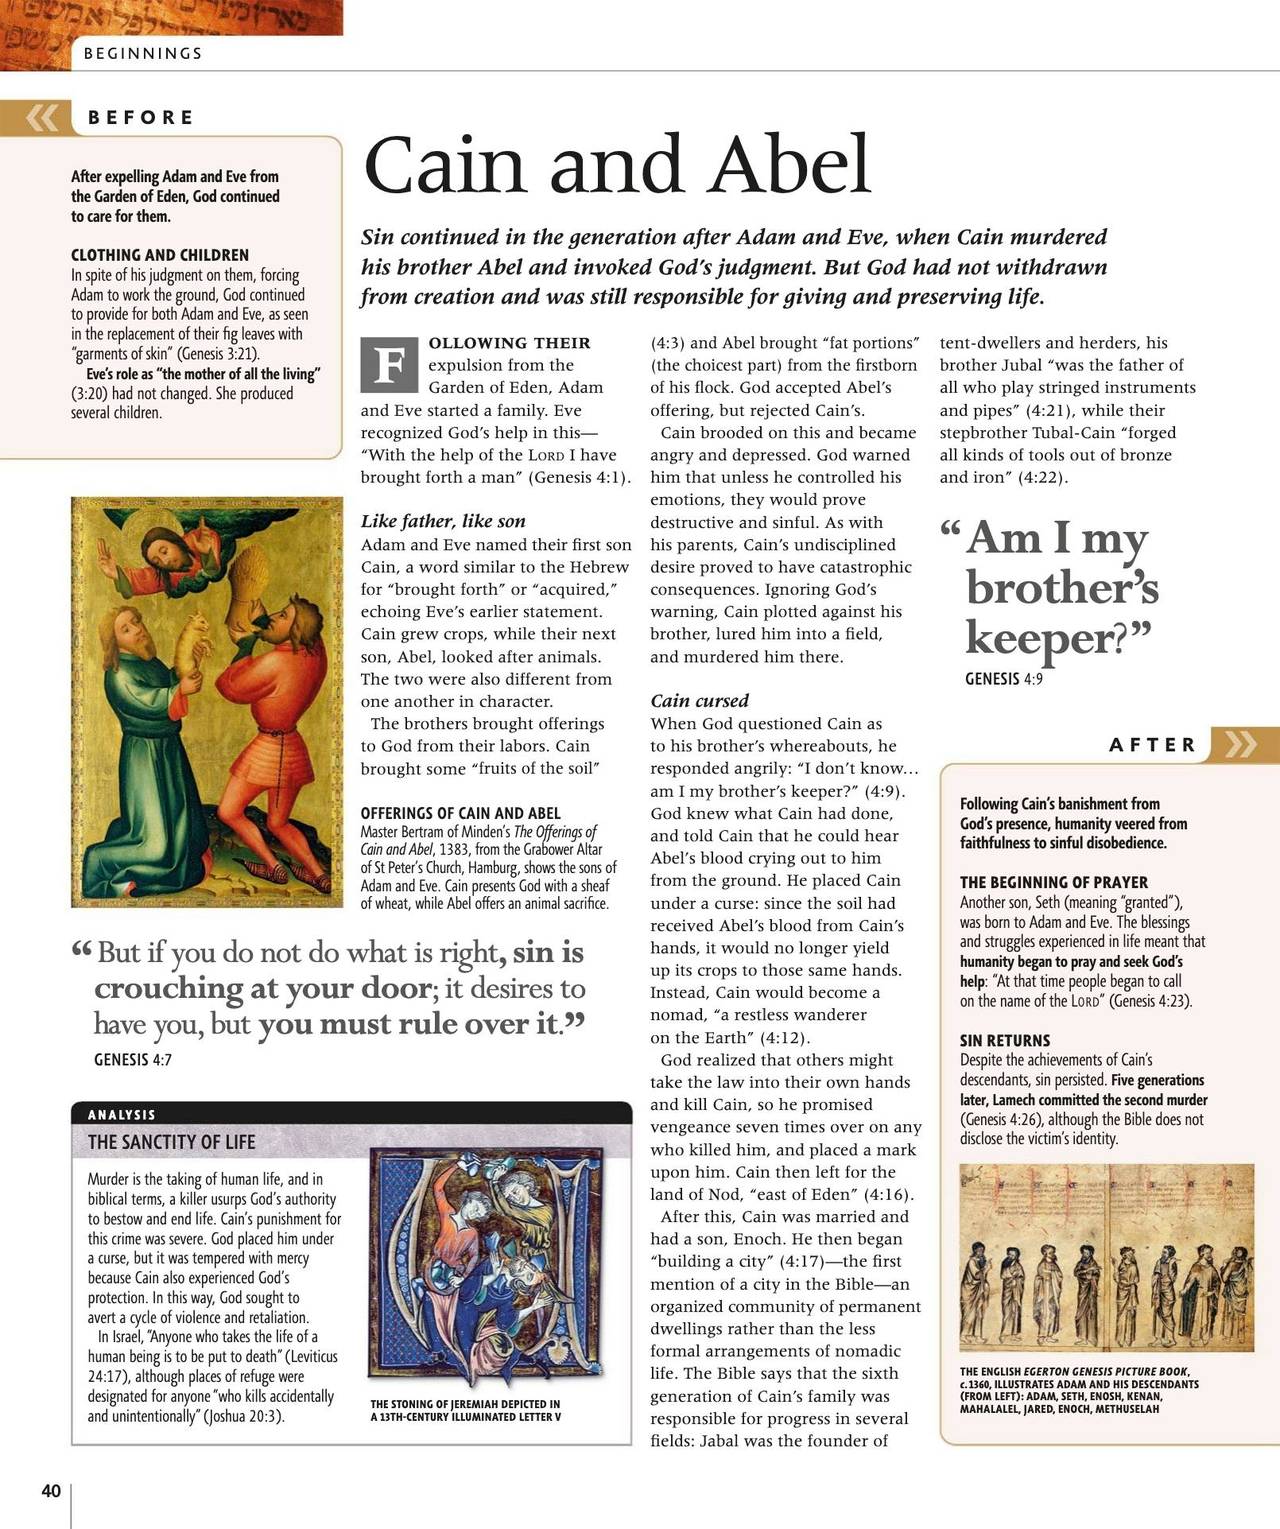 BEGINNINGS
BEFORE
After expelling Adam and Eve from
the Garden of Eden, God continued
to care for them.
CLOTHING AND CHILDREN
In spite of his judgment on them, forcing
Adam to work the ground, God continued
to provide for both Adam and Eve, as seen
in the replacement of their fig leaves with
“garments of skin” (Genesis 3:21).
Eve’s role as “the mother of all the living”
(3:20) had not changed. She produced
several children.
Cain and Abel
Sin continued in the generation after Adam and Eve, when Cain murdered
his brother Abel and invoked God’s judgment. But God had not withdrawn
from creation and was still responsible for giving and preserving life.
FOLLOWING THEIR
expulsion from the
Garden of Eden, Adam
and Eve started a family. Eve
recognized God’s help in this—
“With the help of the LORD I have
brought forth a man” (Genesis 4:1).
Like father, like son
Adam and Eve named their first son
Cain, a word similar to the Hebrew
for “brought forth” or “acquired,”
echoing Eve’s earlier statement.
Cain grew crops, while their next
son, Abel, looked after animals.
The two were also different from
one another in character.
The brothers brought offerings
to God from their labors. Cain
brought some “fruits of the soil”
OFFERINGS OF CAIN AND ABEL
Master Bertram of Minden’s The Offerings of
Cain and Abel, 1383, from the Grabower Altar
of St Peter’s Church, Hamburg, shows the sons of
Adam and Eve. Cain presents God with a sheaf
of wheat, while Abel offers an animal sacrifice.
“But if you do not do what is right, sin is
crouching at your door; it desires to
have you, but you must rule over it.”
GENESIS 4:7
ANALYSIS
THE SANCTITY OF LIFE
Murder is the taking of human life, and in
biblical terms, a killer usurps God’s authority
to bestow and end life. Cain’s punishment for
this crime was severe. God placed him under
a curse, but it was tempered with mercy
because Cain also experienced God’s
protection. In this way, God sought to
avert a cycle of violence and retaliation.
In Israel, “Anyone who takes the life of a
human being is to be put to death” (Leviticus
24:17), although places of refuge were
designated for anyone “who kills accidentally
and unintentionally” (Joshua 20:3).
THE STONING OF JEREMIAH DEPICTED IN
A 13TH-CENTURY ILLUMINATED LETTER V
(4:3) and Abel brought “fat portions”
(the choicest part) from the firstborn
of his flock. God accepted Abel’s
offering, but rejected Cain’s.
Cain brooded on this and became
angry and depressed. God warned
him that unless he controlled his
emotions, they would prove
destructive and sinful. As with
his parents, Cain’s undisciplined
desire proved to have catastrophic
consequences. Ignoring God’s
warning, Cain plotted against his
brother, lured him into a field,
and murdered him there.
Cain cursed
When God questioned Cain as
to his brother’s whereabouts, he
responded angrily: “I don’t know…
am I my brother’s keeper?” (4:9).
God knew what Cain had done,
and told Cain that he could hear
Abel’s blood crying out to him
from the ground. He placed Cain
under a curse: since the soil had
received Abel’s blood from Cain’s
hands, it would no longer yield
up its crops to those same hands.
Instead, Cain would become a
nomad, “a restless wanderer
on the Earth” (4:12).
God realized that others might
take the law into their own hands
and kill Cain, so he promised
vengeance seven times over on any
who killed him, and placed a mark
upon him. Cain then left for the
land of Nod, “east of Eden” (4:16).
After this, Cain was married and
had a son, Enoch. He then began
“building a city” (4:17)—the first
mention of a city in the Bible—an
organized community of permanent
dwellings rather than the less
formal arrangements of nomadic
life. The Bible says that the sixth
generation of Cain’s family was
responsible for progress in several
fields: Jabal was the founder of
tent-dwellers and herders, his
brother Jubal “was the father of
all who play stringed instruments
and pipes” (4:21), while their
stepbrother Tubal-Cain “forged
all kinds of tools out of bronze
and iron” (4:22).
“Am I my
brother’s
keeper?”
GENESIS 4:9
AFTER
Following Cain’s banishment from
God’s presence, humanity veered from
faithfulness to sinful disobedience.
THE BEGINNING OF PRAYER
Another son, Seth (meaning “granted”),
was born to Adam and Eve. The blessings
and struggles experienced in life meant that
humanity began to pray and seek God’s
help: “At that time people began to call
on the name of the LORD” (Genesis 4:23).
SIN RETURNS
Despite the achievements of Cain’s
descendants, sin persisted. Five generations
later, Lamech committed the second murder
(Genesis 4:26), although the Bible does not
disclose the victim’s identity.
THE ENGLISH EGERTON GENESIS PICTURE BOOK,
c.1360, ILLUSTRATES ADAM AND HIS DESCENDANTS
(FROM LEFT): ADAM, SETH, ENOSH, KENAN,
MAHALALEL, JARED, ENOCH, METHUSELAH
40